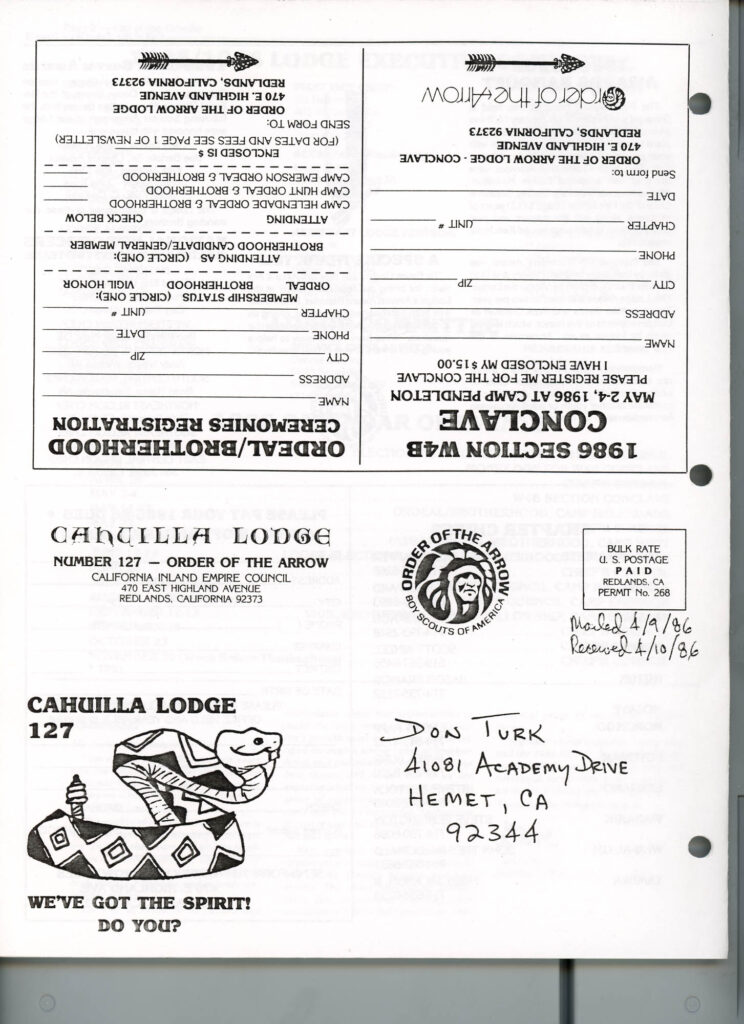 1986 SECTION W4B
CONCLAVE
MAY 2-4, 1986 AT CAMP PENDLETON
PLEASE REGISTER ME FOR THE CONCLAVE
I HAVE ENCLOSED MY $15.00
NAME
ADDRESS
CITY ZIP
PHONE
CHAPTER UNIT #
DATE
Send form to:
ORDER OF THE ARROW LODGE - CONCLAVE
470 E. HIGHLAND AVENUE
REDLANDS, CALIFORNIA 92373
Order of the Arrow
ORDEAL/BROTHERHOOD
CEREMONIES REGISTRATION
NAME
ADDRESS
CITY ZIP
PHONE DATE
CHAPTER UNIT #
MEMBERSHIP STATUS (CIRCLE ONE):
ORDEAL BROTHERHOOD VIGIL HONOR
ATTENDING AS (CIRCLE ONE):
BROTHERHOOD CANDIDATE/GENERAL MEMBER
ATTENDING CHECK BELOW
CAMP HELENDADE ORDEAL & BROTHERHOOD
CAMP HUNT ORDEAL & BROTHERHOOD
CAMP EMERSON ORDEAL & BROTHERHOOD
ENCLOSED IS $
(FOR DATES AND FEES SEE PAGE 1 OF NEWSLETTER)
SEND FORM TO:
ORDER OF THE ARROW LODGE
470 E. HIGHLAND AVENUE
REDLANDS, CALIFORNIA 92373
CAHUILLA LODGE
NUMBER 127 — ORDER OF THE ARROW
CALIFORNIA INLAND EMPIRE COUNCIL
470 EAST HIGHLAND AVENUE
REDLANDS, CALIFORNIA 92373
ORDER OF THE ARROW
BOY SCOUTS OF AMERICA
BULK RATE
U. S. POSTAGE
PAID
REDLANDS, CA
PERMIT No. 268
Mailed 4/9/86
Reseved 4/10/86
CAHUILLA LODGE
127
DON TURK
41081 ACADEMY DRIVE
HEMET, CA
92344
WE'VE GOT THE SPIRIT!
DO YOU?